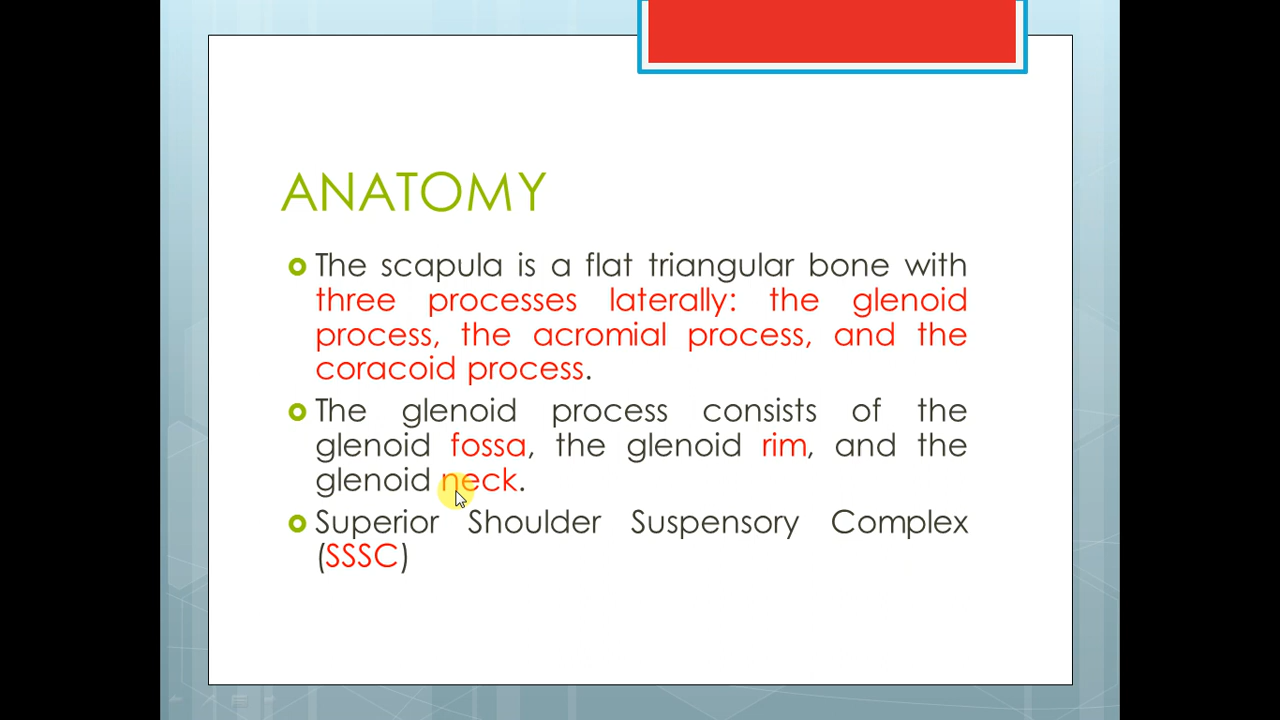 ANATOMY
The scapula is a flat triangular bone with
three processes laterally: the glenoid
process, the acromial process, and the
coracoid process.
The glenoid process consists of the
glenoid fossa, the glenoid rim, and the
glenoid neck.
Superior Shoulder Suspensory Complex
(SSSC)